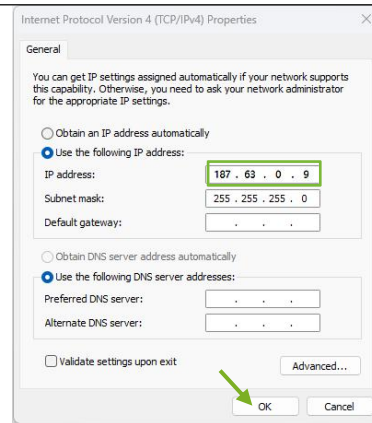 Internet Protocol Version 4 (TCP/IPv4) Properties
General
You can get IP settings assigned automatically if your network supports
this capability. Otherwise, you need to ask your network administrator
for the appropriate IP settings.
Obtain an IP address automatically
Use the following IP address:
IP address: 187 . 63 . 0 . 9
Subnet mask: 255 . 255 . 255 . 0
Default gateway: . . .
Obtain DNS server address automatically
Use the following DNS server addresses:
Preferred DNS server: . . .
Alternate DNS server: . . .
Validate settings upon exit
Advanced...
OK Cancel